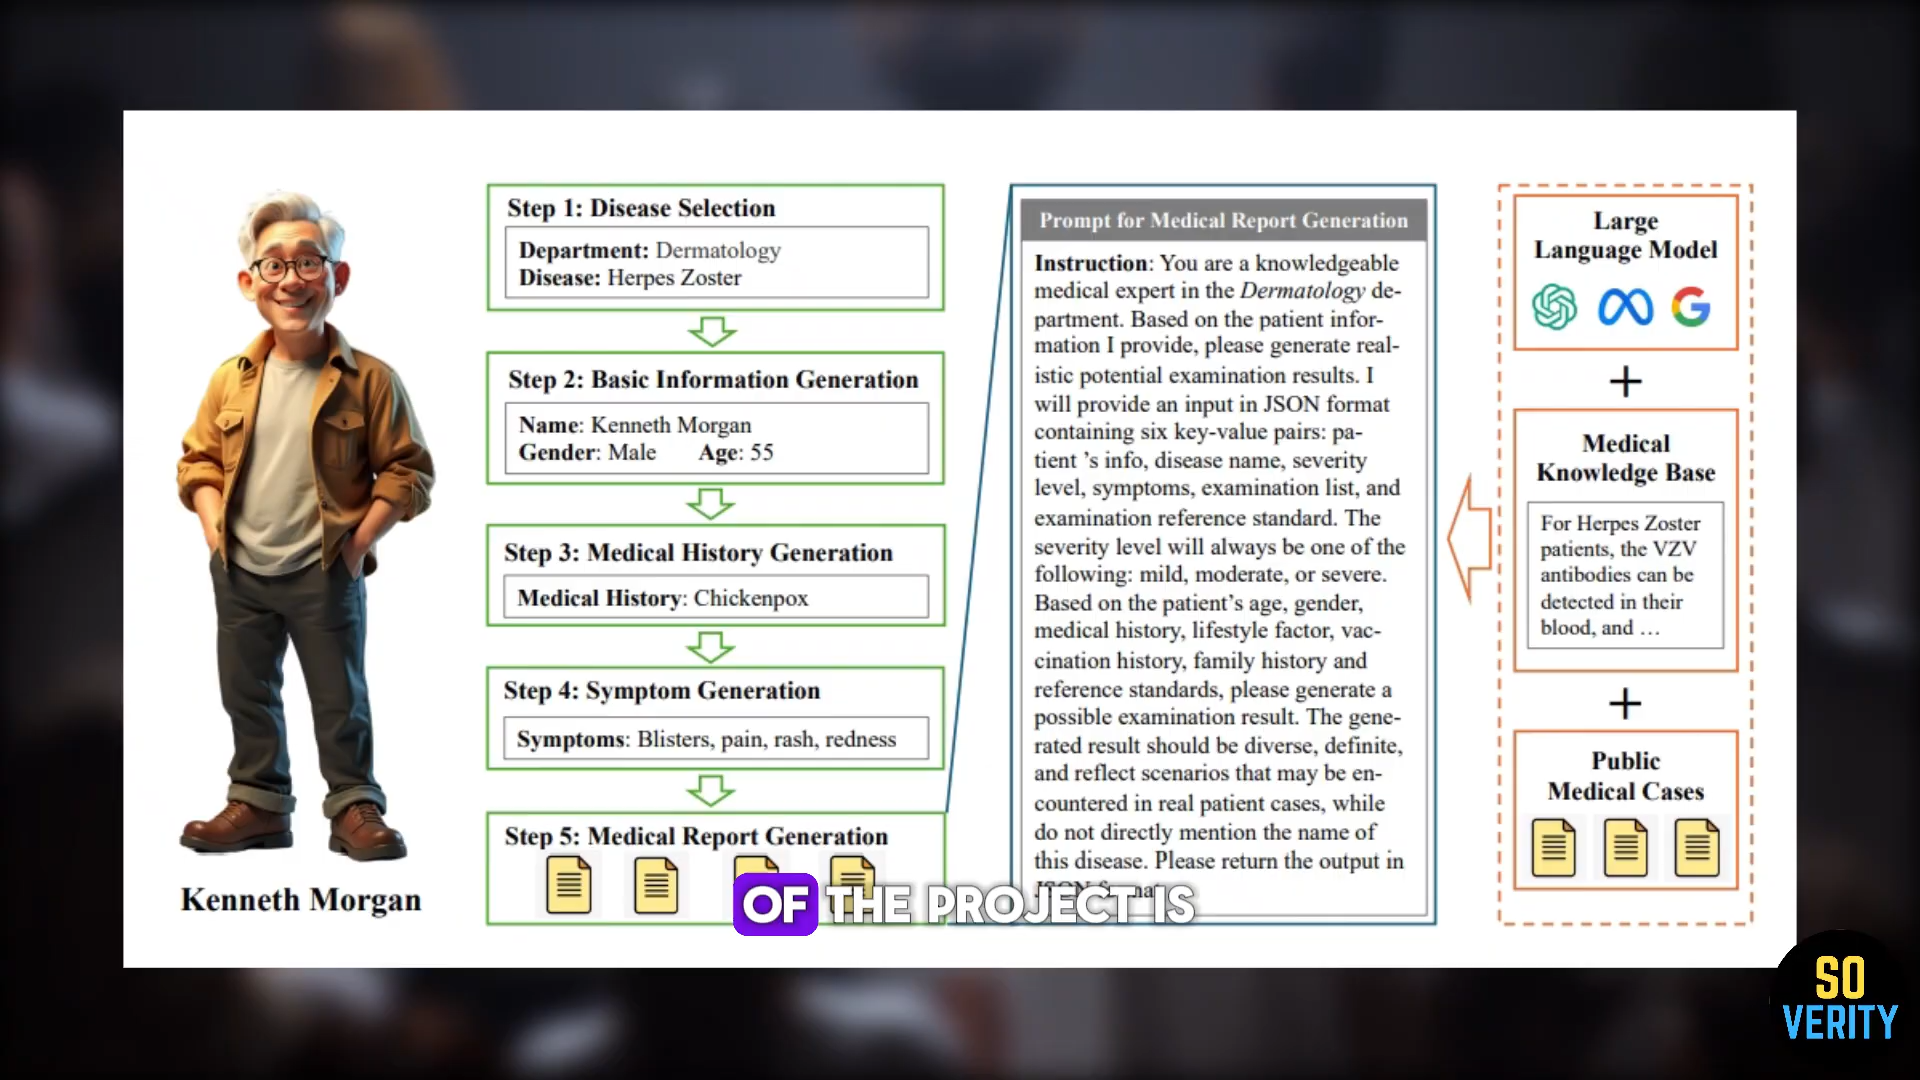 Step 1: Disease Selection
Department: Dermatology
Disease: Herpes Zoster
Step 2: Basic Information Generation
Name: Kenneth Morgan
Gender: Male Age: 55
Step 3: Medical History Generation
Medical History: Chickenpox
Step 4: Symptom Generation
Symptoms: Blisters, pain, rash, redness
Step 5: Medical Report Generation
Kenneth Morgan
Prompt for Medical Report Generation
Instruction: You are a knowledgeable
medical expert in the Dermatology de-
partment. Based on the patient infor-
mation I provide, please generate real-
istic potential examination results. I
will provide an input in JSON format
containing six key-value pairs: pa-
tient 's info, disease name, severity
level, symptoms, examination list, and
examination reference standard. The
severity level will always be one of the
following: mild, moderate, or severe.
Based on the patient's age, gender,
medical history, lifestyle factor, vac-
cination history, family history and
reference standards, please generate a
possible examination result. The gene-
rated result should be diverse, definite,
and reflect scenarios that may be en-
countered in real patient cases, while
do not directly mention the name of
this disease. Please return the output in
Large
Language Model
+
Medical
Knowledge Base
For Herpes Zoster
patients, the VZV
antibodies can be
detected in their
blood, and ...
+
Public
Medical Cases
OF THE PROJECT IS
SO
VERITY